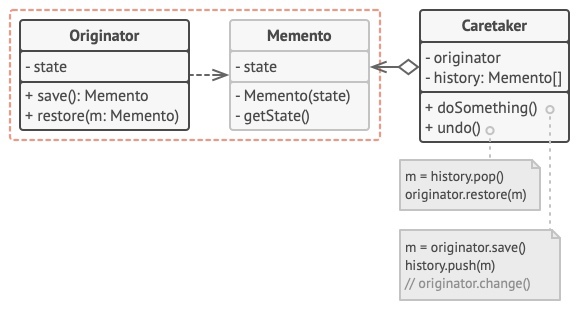 Originator
- state
+ save(): Memento
+ restore(m: Memento)
Memento
- state
- Memento(state)
- getState()
Caretaker
- originator
- history: Memento[]
+ doSomething()
+ undo()
m = history.pop()
originator.restore(m)
m = originator.save()
history.push(m)
// originator.change()